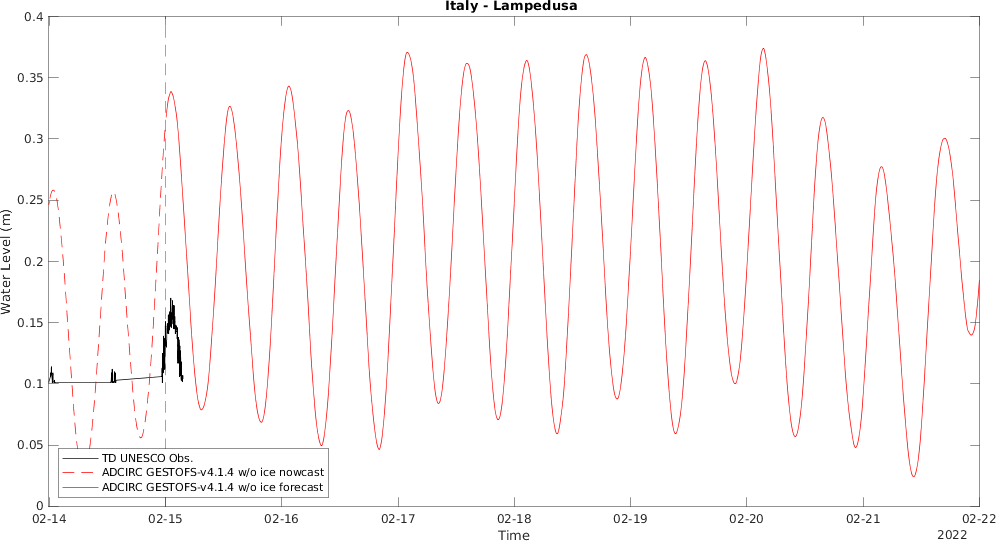 Italy - Lampedusa
0.4
0.35
0.3
0.25
0.2
0.15
0.1
0.05
0
Water Level (m)
TD UNESCO Obs.
ADCIRC GESTOFS-v4.1.4 w/o ice nowcast
ADCIRC GESTOFS-v4.1.4 w/o ice forecast
02-14 02-15 02-16 02-17 02-18 02-19 02-20 02-21 02-22
Time
2022